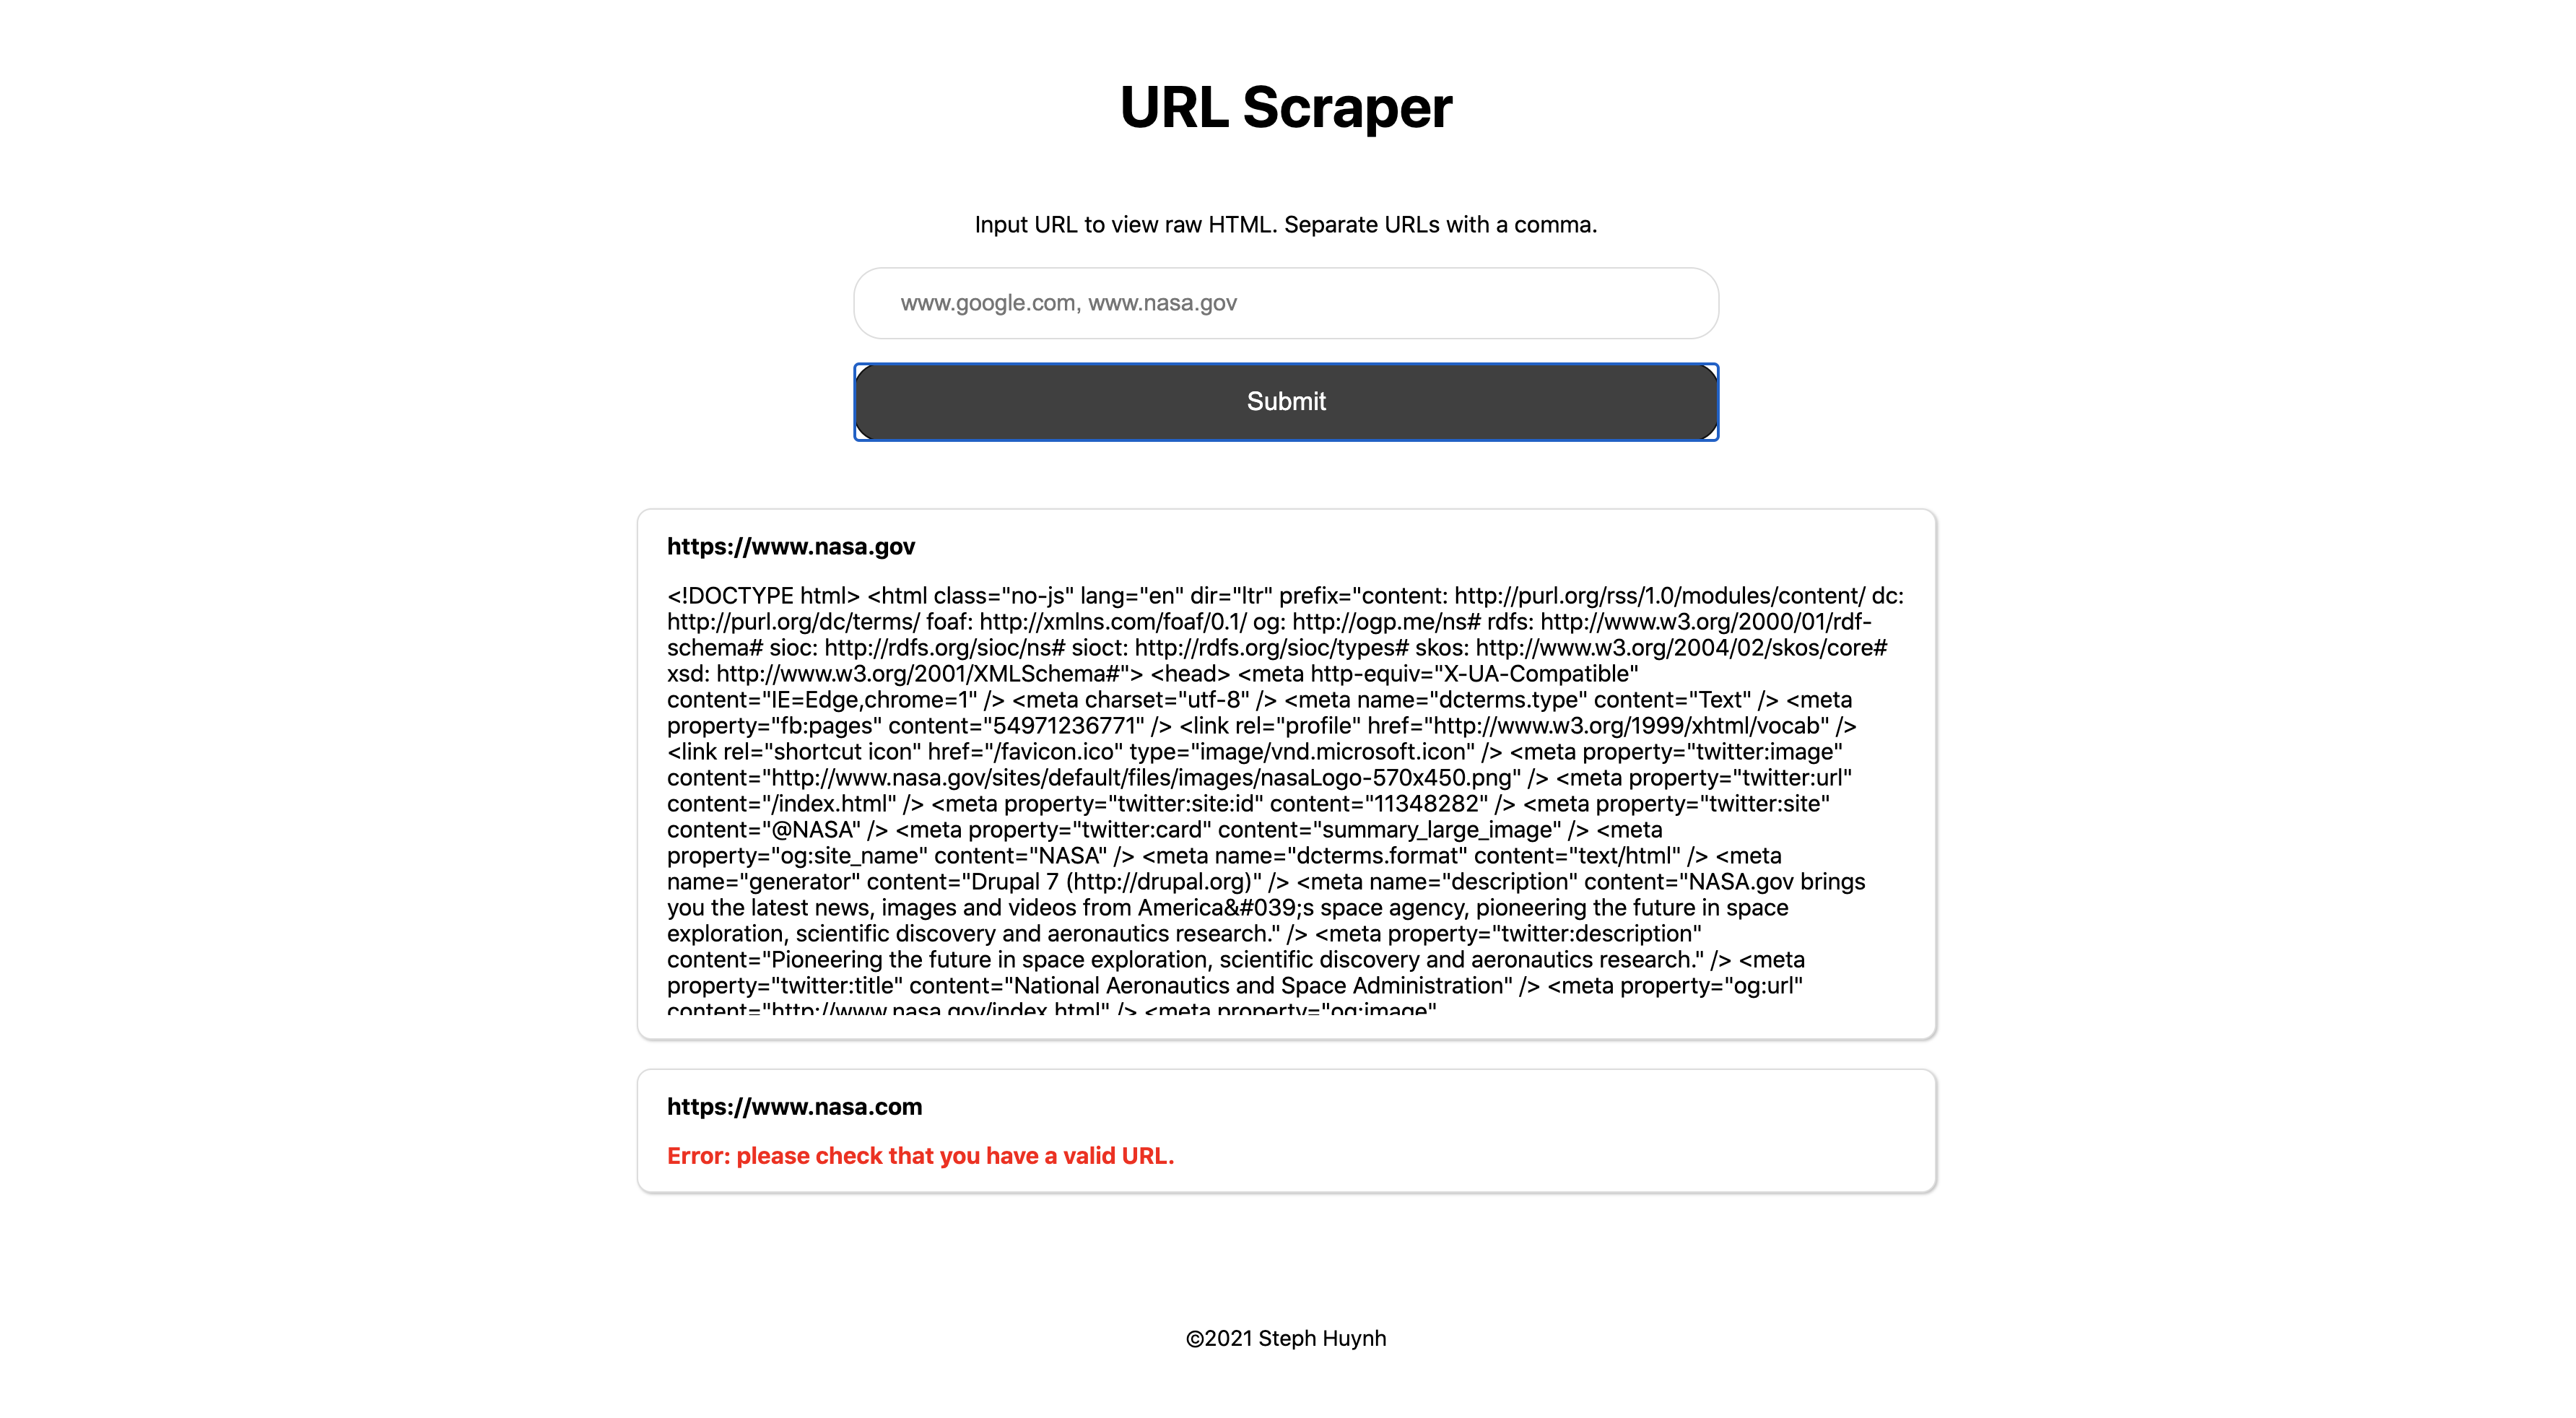 URL Scraper
Input URL to view raw HTML. Separate URLs with a comma.
www.google.com, www.nasa.gov
Submit
https://www.nasa.gov
<!DOCTYPE html> <html class="no-js" lang="en" dir="ltr" prefix="content: http://purl.org/rss/1.0/modules/content/ dc:
http://purl.org/dc/terms/ foaf: http://xmlns.com/foaf/0.1/ og: http://ogp.me/ns# rdfs: http://www.w3.org/2000/01/rdf-
schema# sioc: http://rdfs.org/sioc/ns# sioct: http://rdfs.org/sioc/types# skos: http://www.w3.org/2004/02/skos/core#
xsd: http://www.w3.org/2001/XMLSchema#"> <head> <meta http-equiv="X-UA-Compatible"
content="IE=Edge,chrome=1" /> <meta charset="utf-8" /> <meta name="dcterms.type" content="Text" /> <meta
property="fb:pages" content="54971236771" /> <link rel="profile" href="http://www.w3.org/1999/xhtml/vocab" />
<link rel="shortcut icon" href="/favicon.ico" type="image/vnd.microsoft.icon" /> <meta property="twitter:image"
content="http://www.nasa.gov/sites/default/files/images/nasaLogo-570x450.png" /> <meta property="twitter:url"
content="/index.html" /> <meta property="twitter:site:id" content="11348282" /> <meta property="twitter:site"
content="@NASA" /> <meta property="twitter:card" content="summary_large_image" /> <meta
property="og:site_name" content="NASA" /> <meta name="dcterms.format" content="text/html" /> <meta
name="generator" content="Drupal 7 (http://drupal.org)" /> <meta name="description" content="NASA.gov brings
you the latest news, images and videos from America&#039;s space agency, pioneering the future in space
exploration, scientific discovery and aeronautics research." /> <meta property="twitter:description"
content="Pioneering the future in space exploration, scientific discovery and aeronautics research." /> <meta
property="twitter:title" content="National Aeronautics and Space Administration" /> <meta property="og:url"
content="http://www.nasa.gov/index.html" /> <meta property="og:image"
https://www.nasa.com
Error: please check that you have a valid URL.
©2021 Steph Huynh